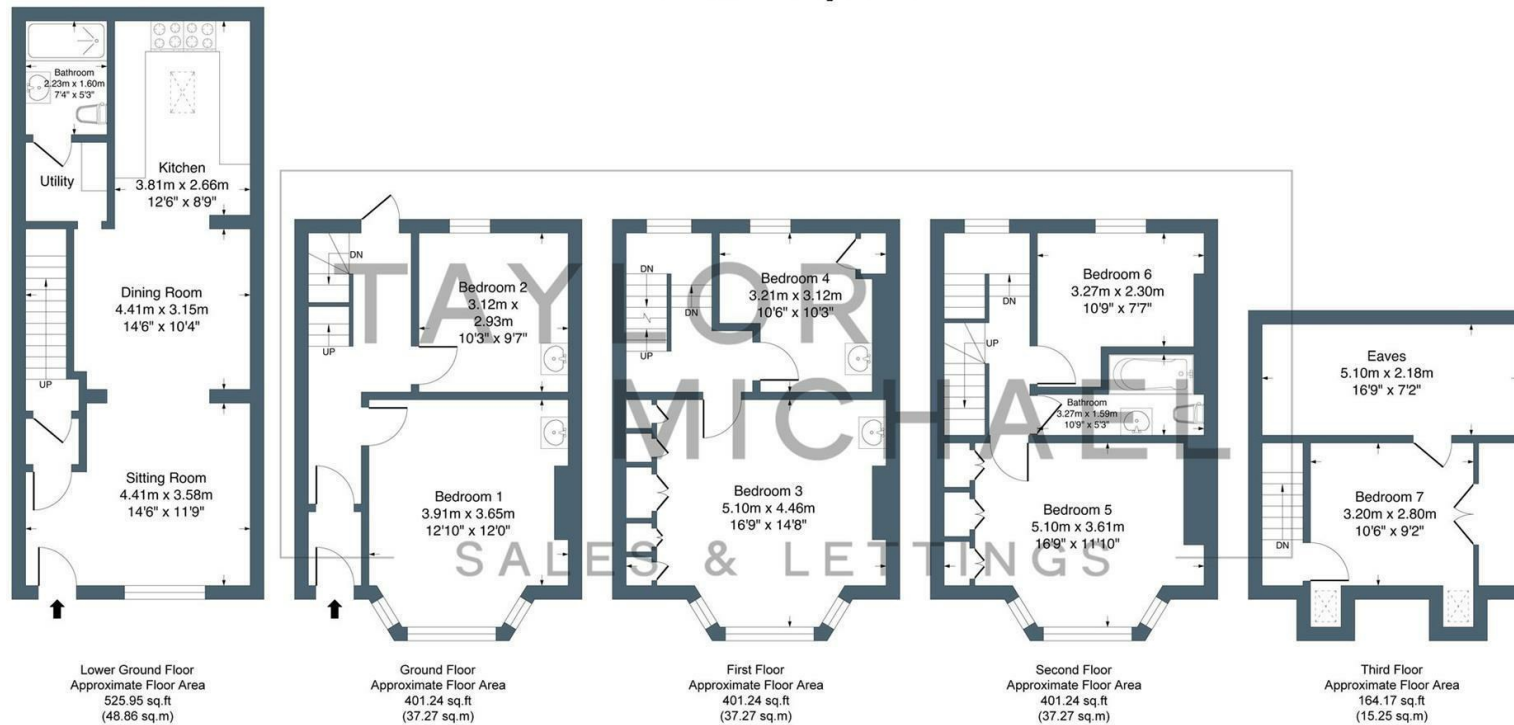 Bathroom
2.23m x 1.60m
7'4" x 5'3"
Utility
Kitchen
3.81m x 2.66m
12'6" x 8'9"
UP
Dining Room
4.41m x 3.15m
14'6" x 10'4"
Sitting Room
4.41m x 3.58m
14'6" x 11'9"
Lower Ground Floor
Approximate Floor Area
525.95 sq.ft
(48.86 sq.m)
DN
UP
Bedroom 2
3.12m x
2.93m
10'3" x 9'7"
Bedroom 1
3.91m x 3.65m
12'10" x 12'0"
Ground Floor
Approximate Floor Area
401.24 sq.ft
(37.27 sq.m)
DN
DN
UP
Bedroom 4
3.21m x 3.12m
10'6" x 10'3"
Bedroom 3
5.10m x 4.46m
16'9" x 14'8"
First Floor
Approximate Floor Area
401.24 sq.ft
(37.27 sq.m)
DN
UP
Bedroom 6
3.27m x 2.30m
10'9" x 7'7"
Bathroom
3.27m x 1.59m
10'9" x 5'3"
Bedroom 5
5.10m x 3.61m
16'9" x 11'10"
Second Floor
Approximate Floor Area
401.24 sq.ft
(37.27 sq.m)
Eaves
5.10m x 2.18m
16'9" x 7'2"
Bedroom 7
3.20m x 2.80m
10'6" x 9'2"
DN
Third Floor
Approximate Floor Area
164.17 sq.ft
(15.25 sq.m)
TAYLOR
MICHAEL
SALES & LETTINGS